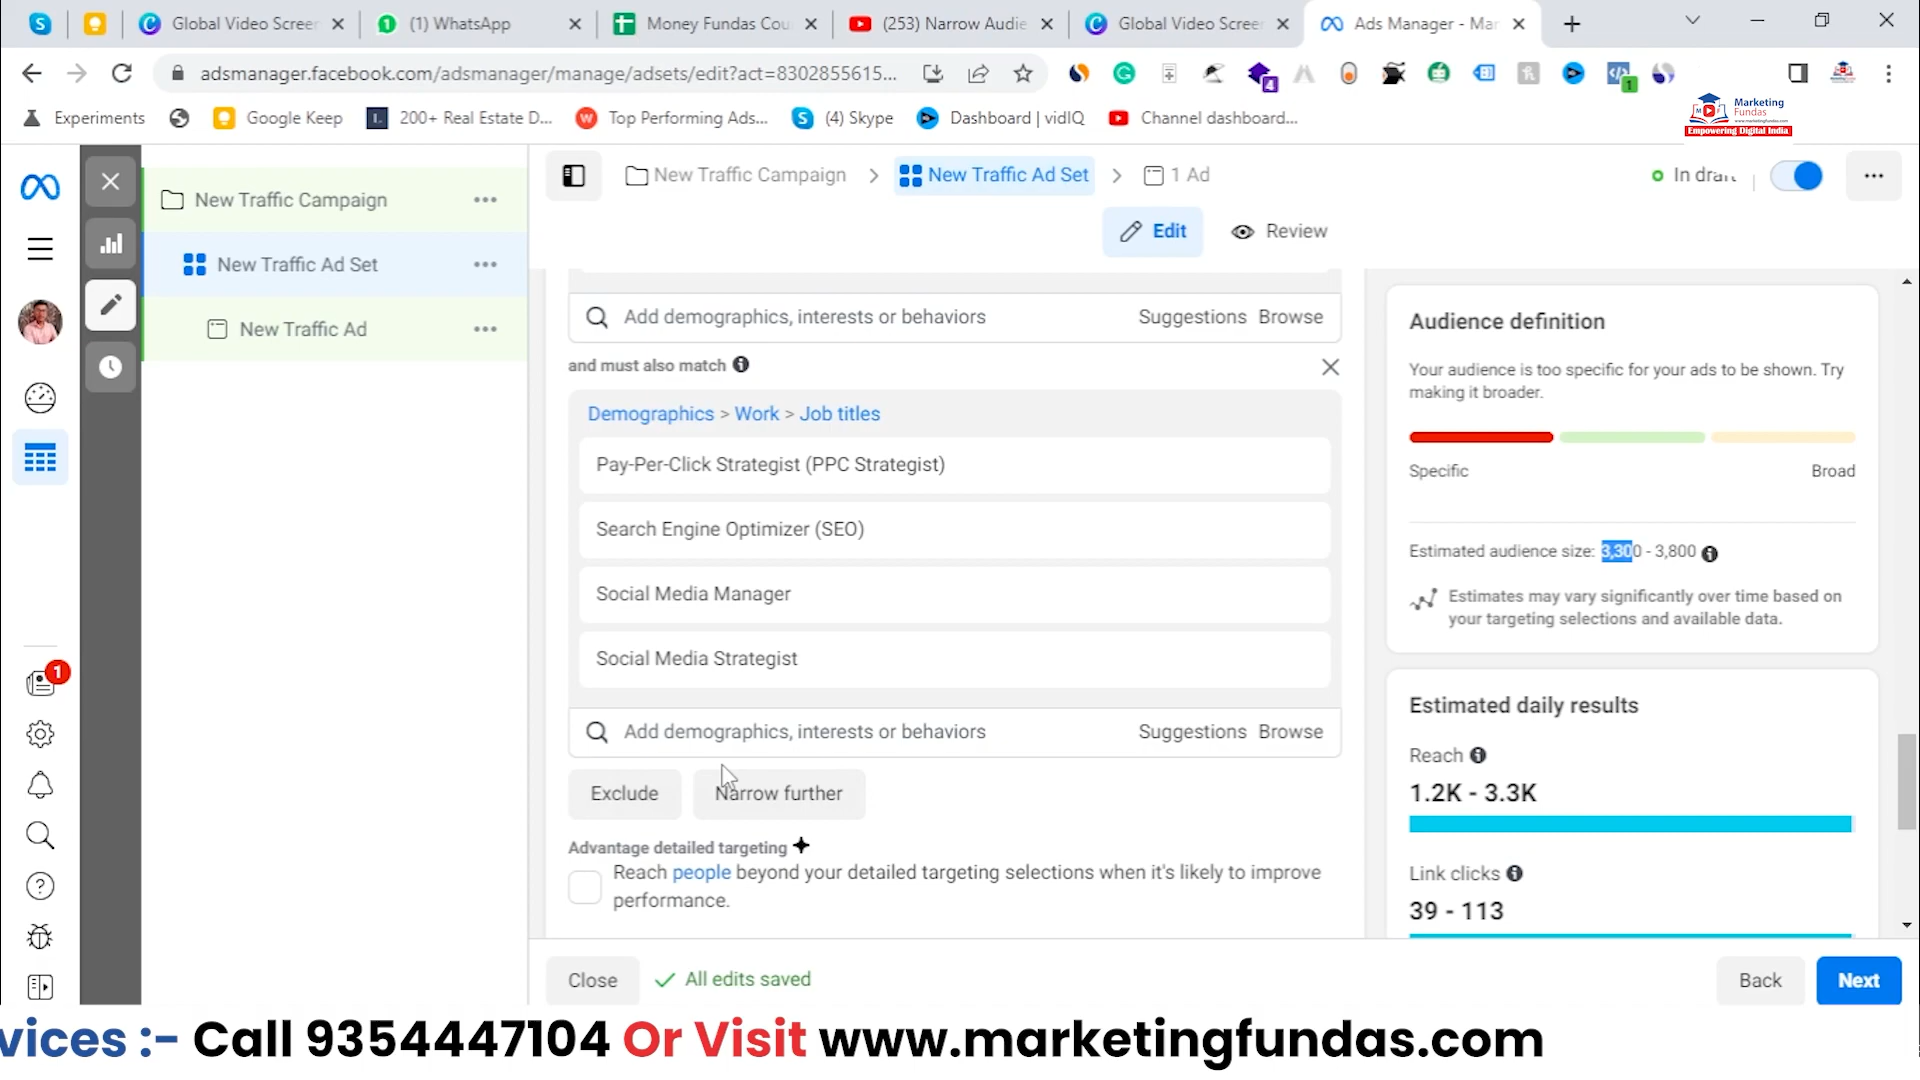 Global Video Screen
(1) WhatsApp
Money Fundas Cou
(253) Narrow Audie
Global Video Screen
Ads Manager - Mar
adsmanager.facebook.com/adsmanager/manage/adsets/edit?act=8302855615...
4
1
Experiments
Google Keep
200+ Real Estate D...
Top Performing Ads...
(4) Skype
Dashboard | vidIQ
Channel dashboard...
Marketing
Fundas
www.marketingfundas.com
Empowering Digital India
New Traffic Campaign
New Traffic Ad Set
New Traffic Ad
New Traffic Campaign
New Traffic Ad Set
1 Ad
In draft
Edit
Review
Add demographics, interests or behaviors
Suggestions
Browse
and must also match
Demographics > Work > Job titles
Pay-Per-Click Strategist (PPC Strategist)
Search Engine Optimizer (SEO)
Social Media Manager
Social Media Strategist
Add demographics, interests or behaviors
Suggestions
Browse
Exclude
Narrow further
Advantage detailed targeting
Reach people beyond your detailed targeting selections when it's likely to improve
performance.
Audience definition
Your audience is too specific for your ads to be shown. Try
making it broader.
Specific
Broad
Estimated audience size: 3,300 - 3,800
Estimates may vary significantly over time based on
your targeting selections and available data.
Estimated daily results
Reach
1.2K - 3.3K
Link clicks
39 - 113
1
Close
All edits saved
Back
Next
vices :- Call 9354447104 Or Visit www.marketingfundas.com